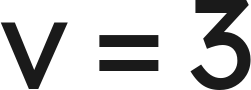 v = 3